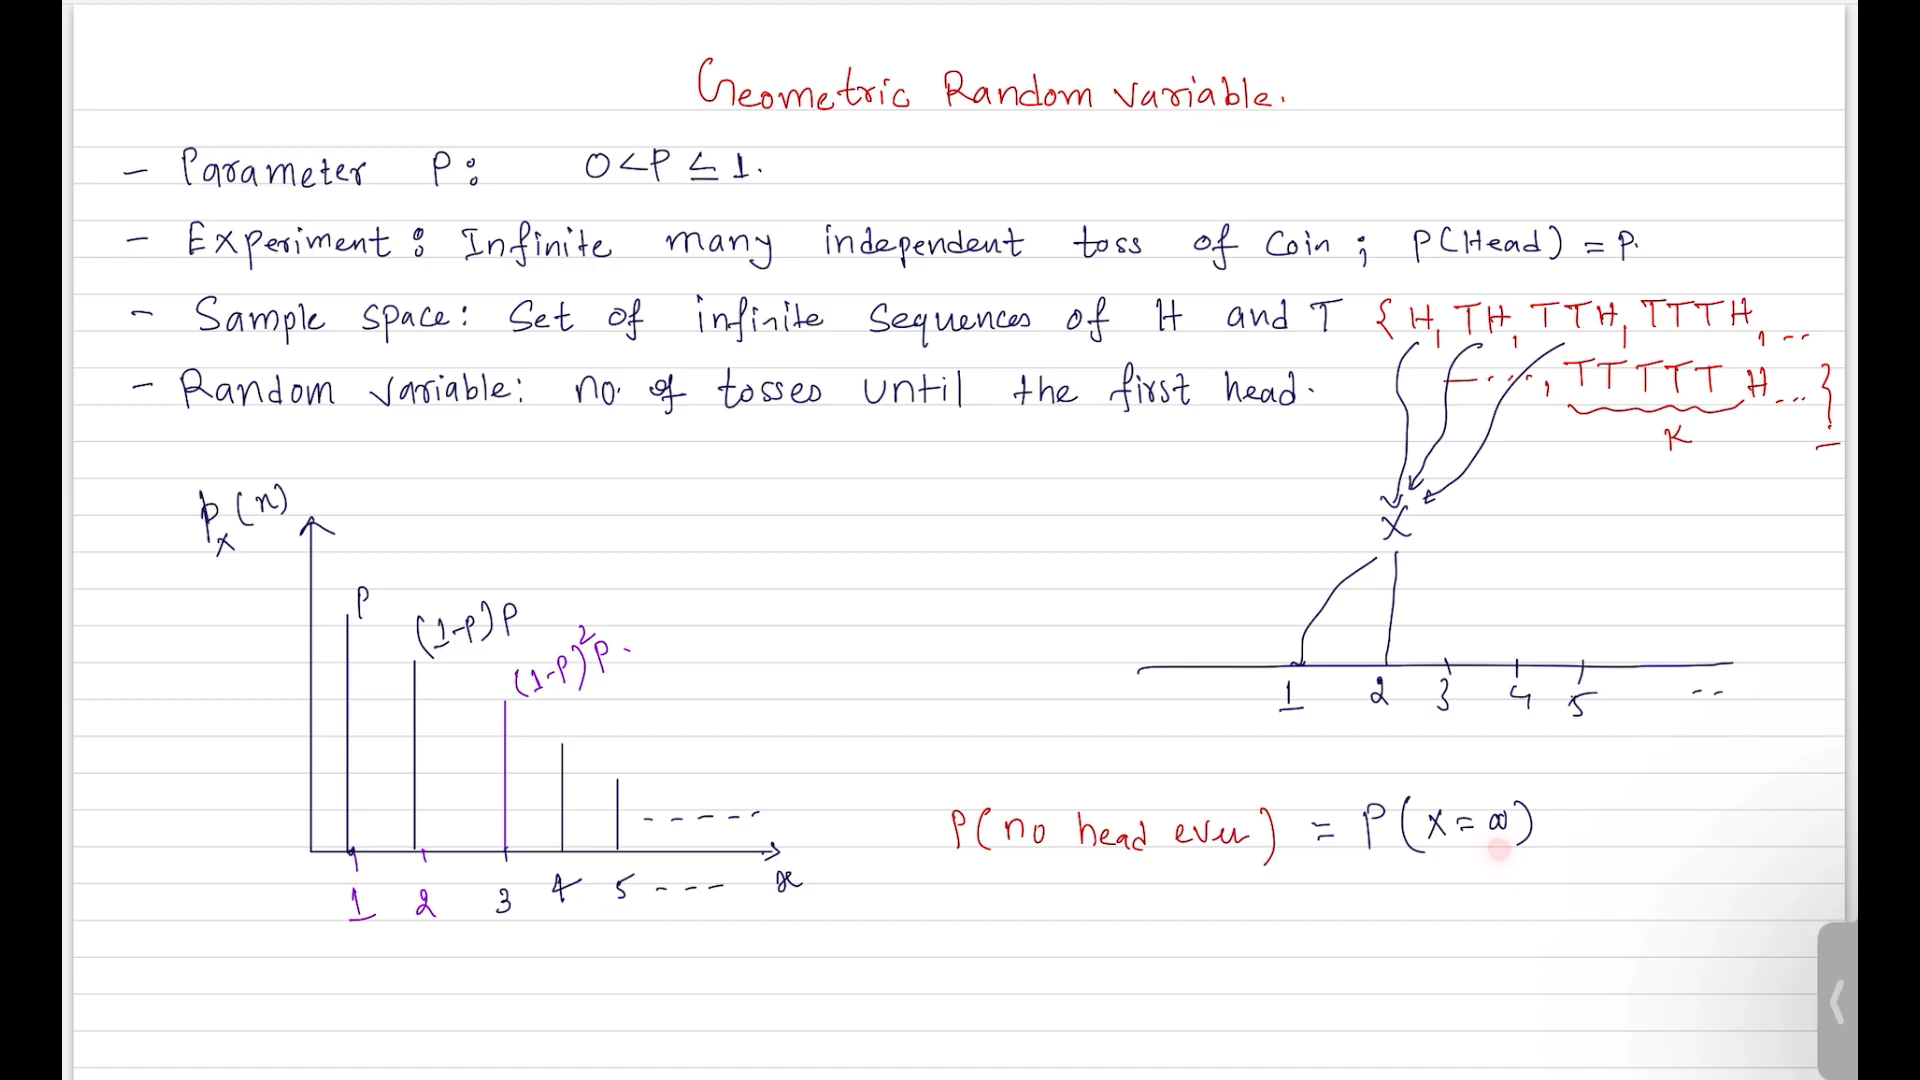 Geometric Random variable.
- Parameter P: 0<P≤1.
- Experiment: Infinite many independent toss of Coin; P(Head) = P.
- Sample space: Set of infinite Sequences of H and T {H, TH, TTH, TTTH, ...
- Random variable: no. of tosses until the first head. -...., TTTTT H... }
K
p_X(x)
X
P
(1-P)P
(1-P)²P.
1 2 3 4 5 --
P(no head ever) = P(X=∞)
1 2 3 4 5 ---- x